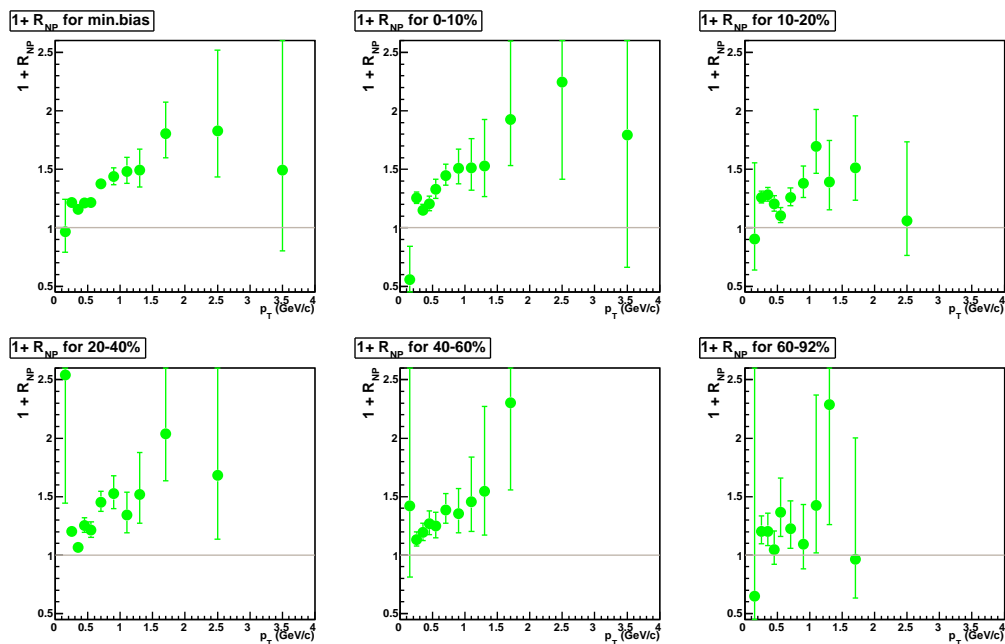 1+ R_NP for min.bias
1 + R_NP
2.5
2
1.5
1
0.5
0 0.5 1 1.5 2 2.5 3 3.5 4
p_T (GeV/c)
1+ R_NP for 0-10%
1 + R_NP
2.5
2
1.5
1
0.5
0 0.5 1 1.5 2 2.5 3 3.5 4
p_T (GeV/c)
1+ R_NP for 10-20%
1 + R_NP
2.5
2
1.5
1
0.5
0 0.5 1 1.5 2 2.5 3 3.5 4
p_T (GeV/c)
1+ R_NP for 20-40%
1 + R_NP
2.5
2
1.5
1
0.5
0 0.5 1 1.5 2 2.5 3 3.5 4
p_T (GeV/c)
1+ R_NP for 40-60%
1 + R_NP
2.5
2
1.5
1
0.5
0 0.5 1 1.5 2 2.5 3 3.5 4
p_T (GeV/c)
1+ R_NP for 60-92%
1 + R_NP
2.5
2
1.5
1
0.5
0 0.5 1 1.5 2 2.5 3 3.5 4
p_T (GeV/c)